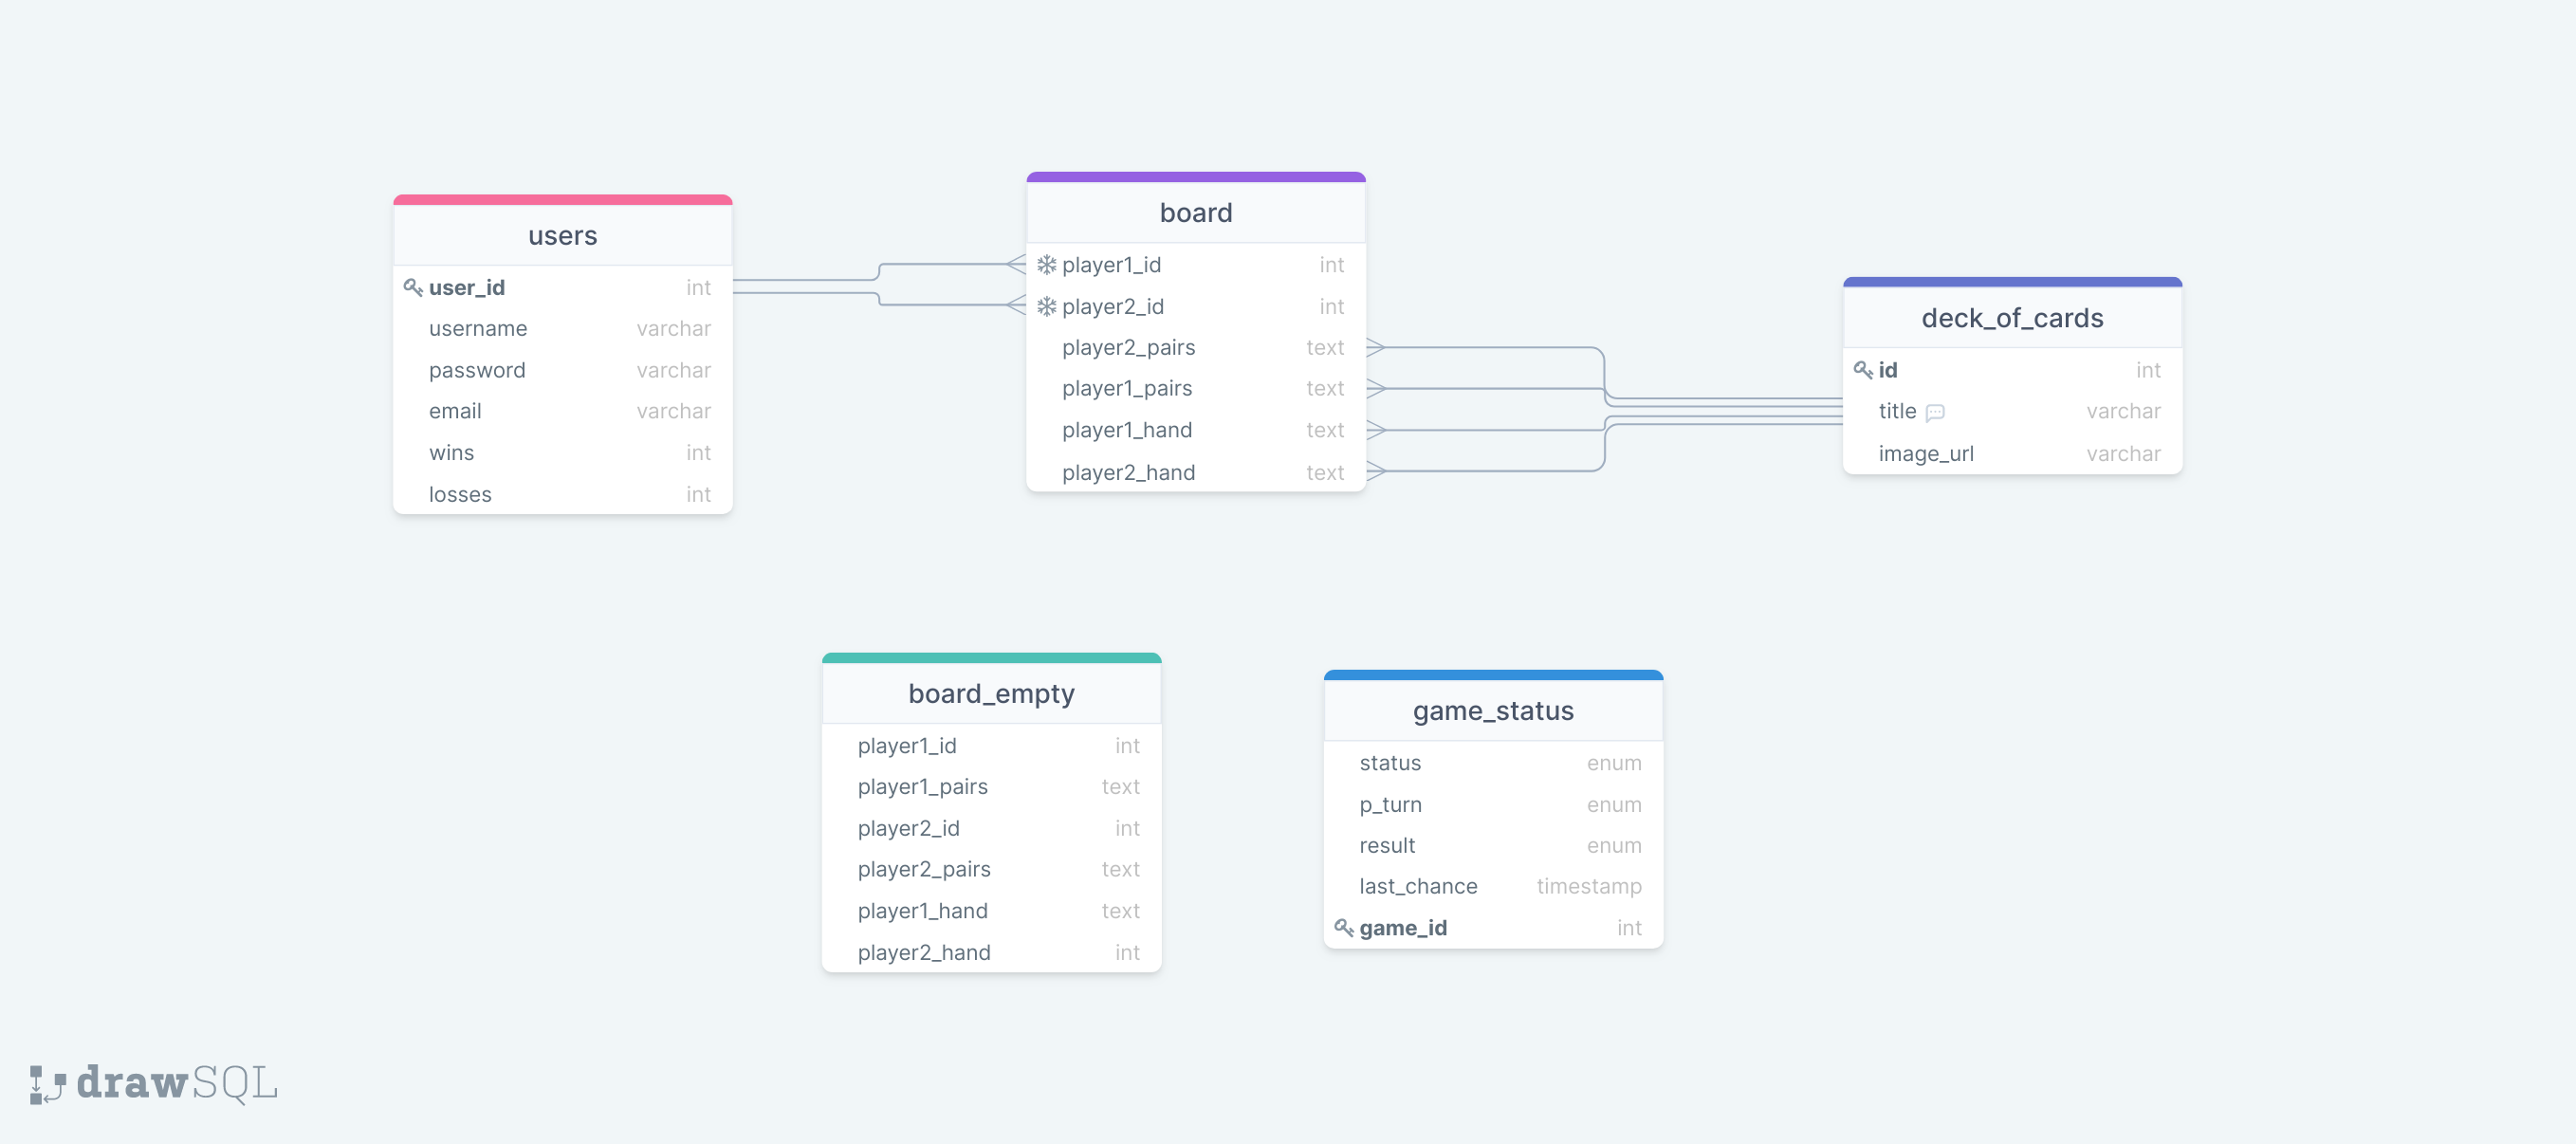 users
user_id int
username varchar
password varchar
email varchar
wins int
losses int
board
player1_id int
player2_id int
player2_pairs text
player1_pairs text
player1_hand text
player2_hand text
deck_of_cards
id int
title varchar
image_url varchar
board_empty
player1_id int
player1_pairs text
player2_id int
player2_pairs text
player1_hand text
player2_hand int
game_status
status enum
p_turn enum
result enum
last_chance timestamp
game_id int
drawSQL